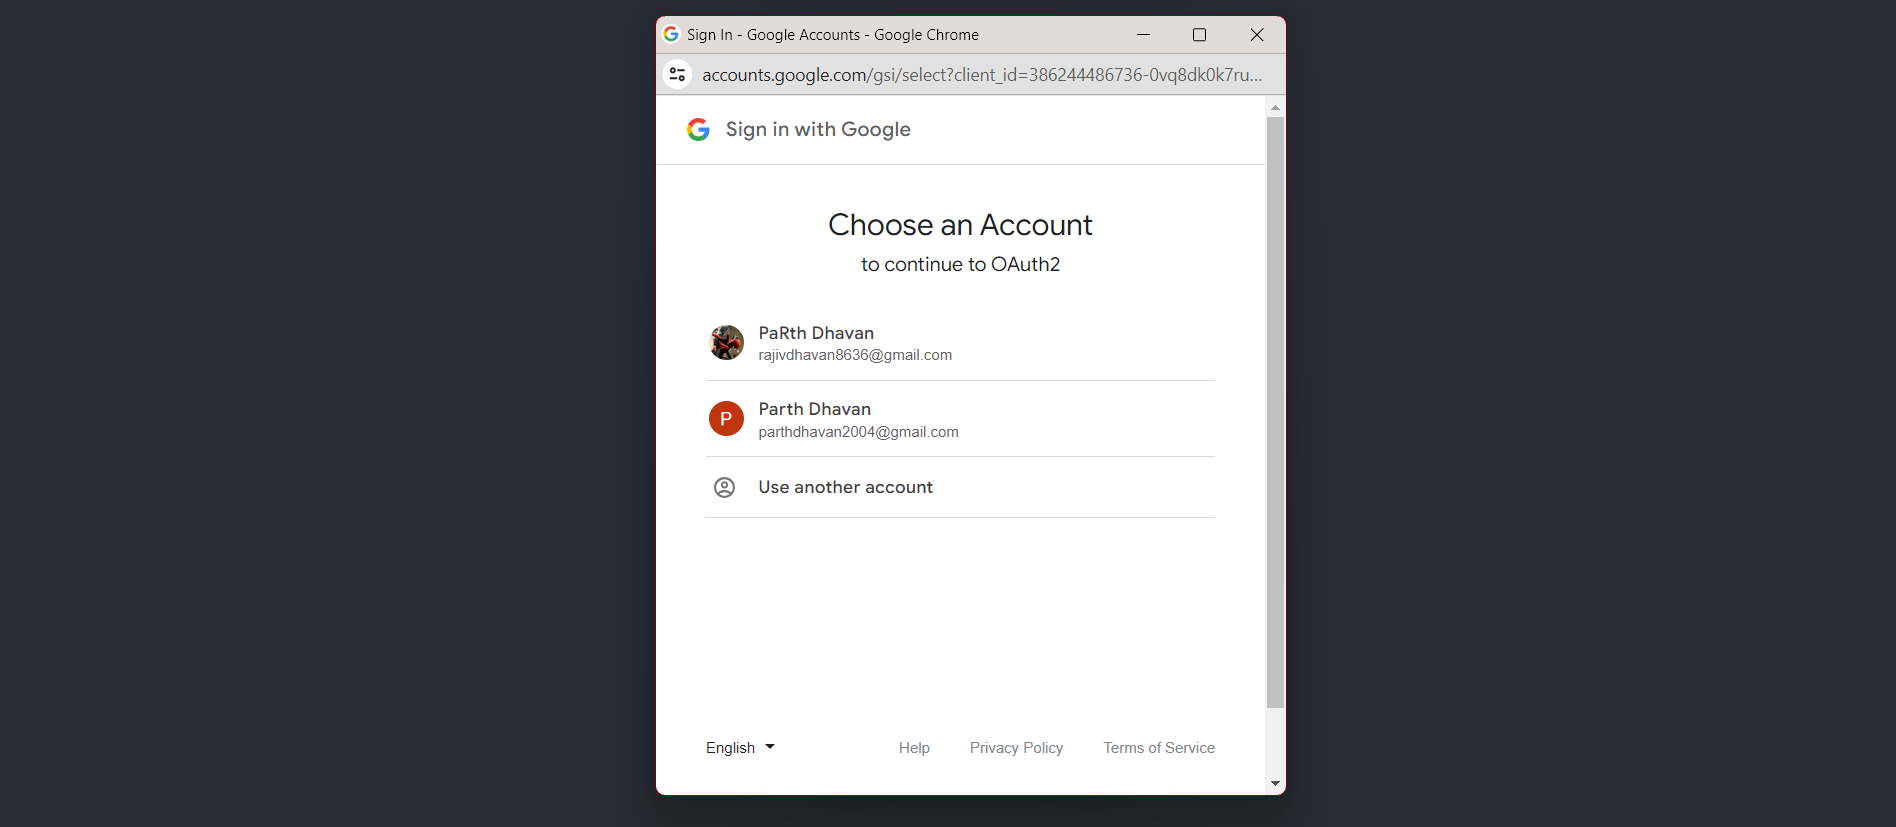 Sign In - Google Accounts - Google Chrome
accounts.google.com/gsi/select?client_id=386244486736-0vq8dk0k7ru...
Sign in with Google
Choose an Account
to continue to OAuth2
PaRth Dhavan
rajivdhavan8636@gmail.com
P
Parth Dhavan
parthdhavan2004@gmail.com
Use another account
English Help Privacy Policy Terms of Service